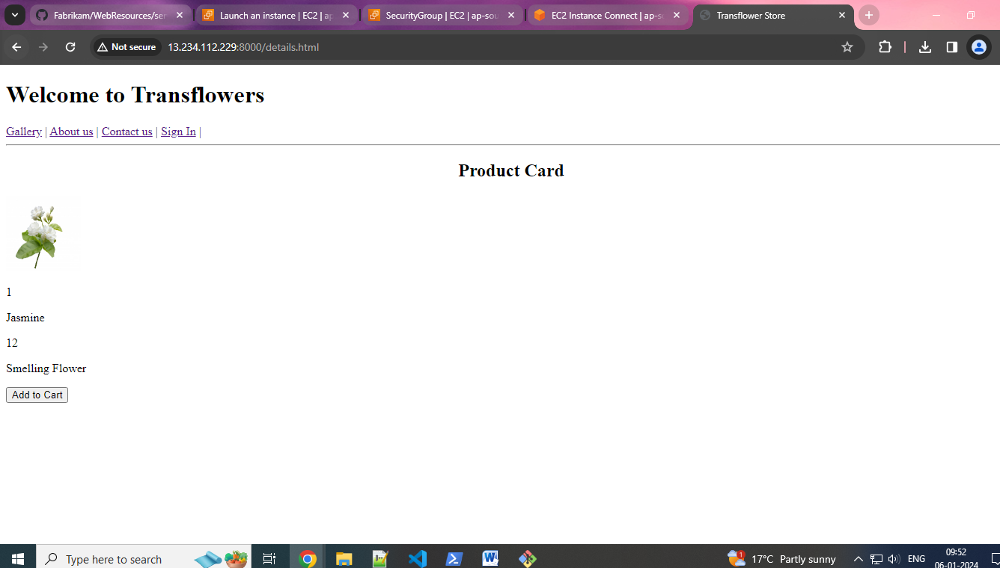 Fabrikam/WebResources/ser
Launch an instance | EC2 | ap
SecurityGroup | EC2 | ap-sou
EC2 Instance Connect | ap-s
Transflower Store
Not secure
13.234.112.229:8000/details.html
Welcome to Transflowers
Gallery | About us | Contact us | Sign In |
Product Card
1
Jasmine
12
Smelling Flower
Add to Cart
Type here to search
1
17°C Partly sunny
ENG
09:52
06-01-2024